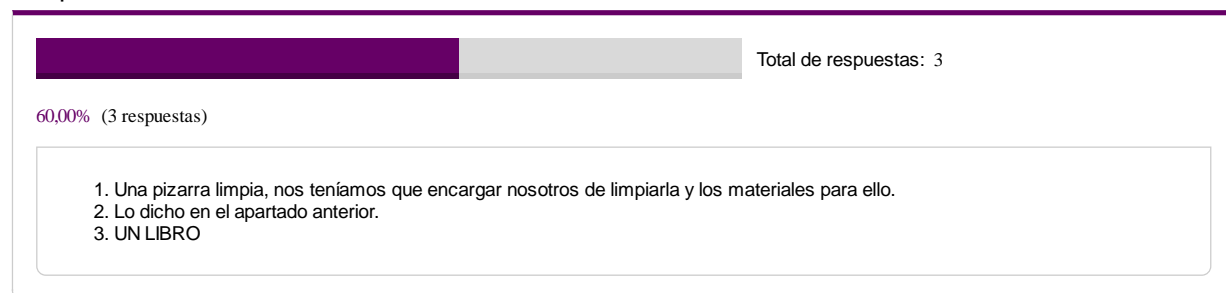 Total de respuestas: 3
60,00% (3 respuestas)
1. Una pizarra limpia, nos teníamos que encargar nosotros de limpiarla y los materiales para ello.
2. Lo dicho en el apartado anterior.
3. UN LIBRO